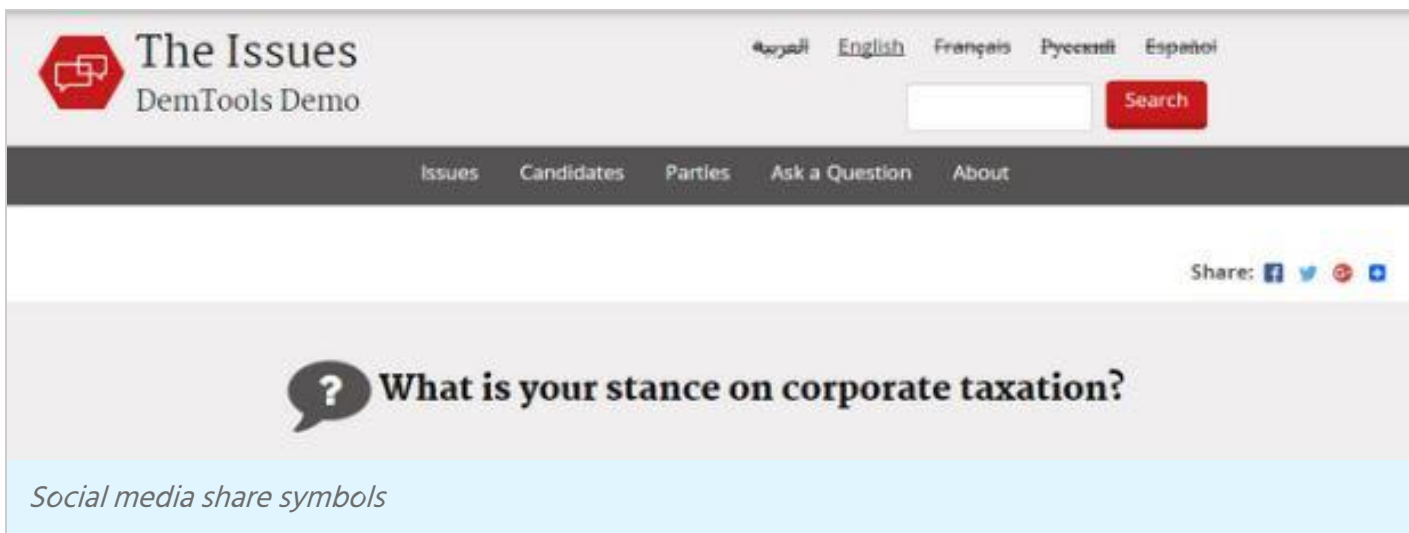 The Issues
DemTools Demo
العربية English Français Русский Español
Search
Issues Candidates Parties Ask a Question About
Share:
What is your stance on corporate taxation?
Social media share symbols